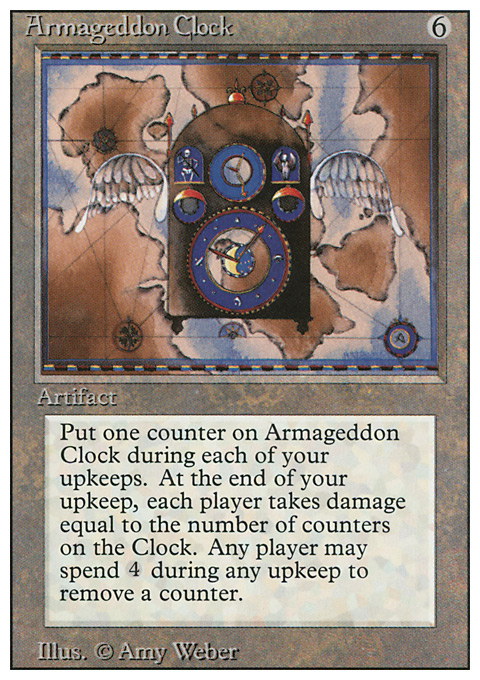 Armageddon Clock 6
Artifact
Put one counter on Armageddon
Clock during each of your
upkeeps. At the end of your
upkeep, each player takes damage
equal to the number of counters
on the Clock. Any player may
spend 4 during any upkeep to
remove a counter.
Illus. © Amy Weber